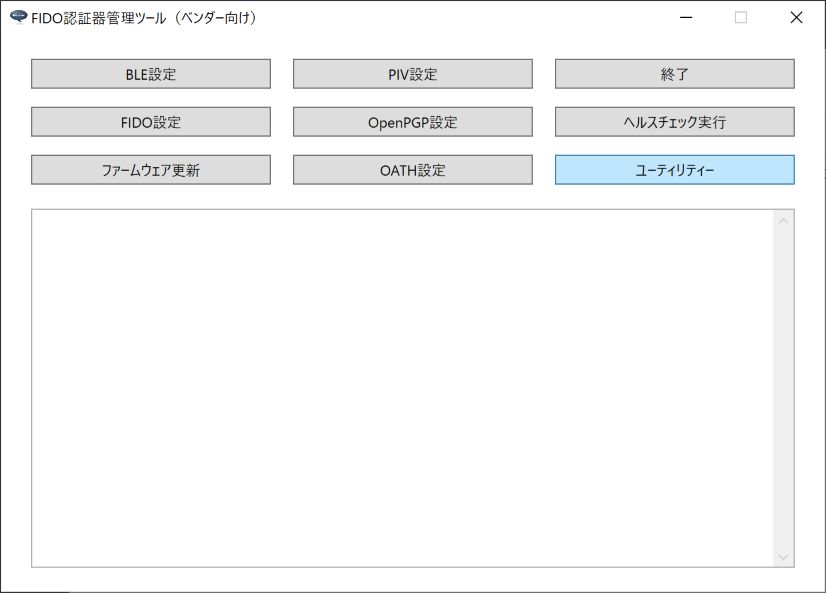 FIDO認証器管理ツール（ベンダー向け）
BLE設定
PIV設定
終了
FIDO設定
OpenPGP設定
ヘルスチェック実行
ファームウェア更新
OATH設定
ユーティリティー